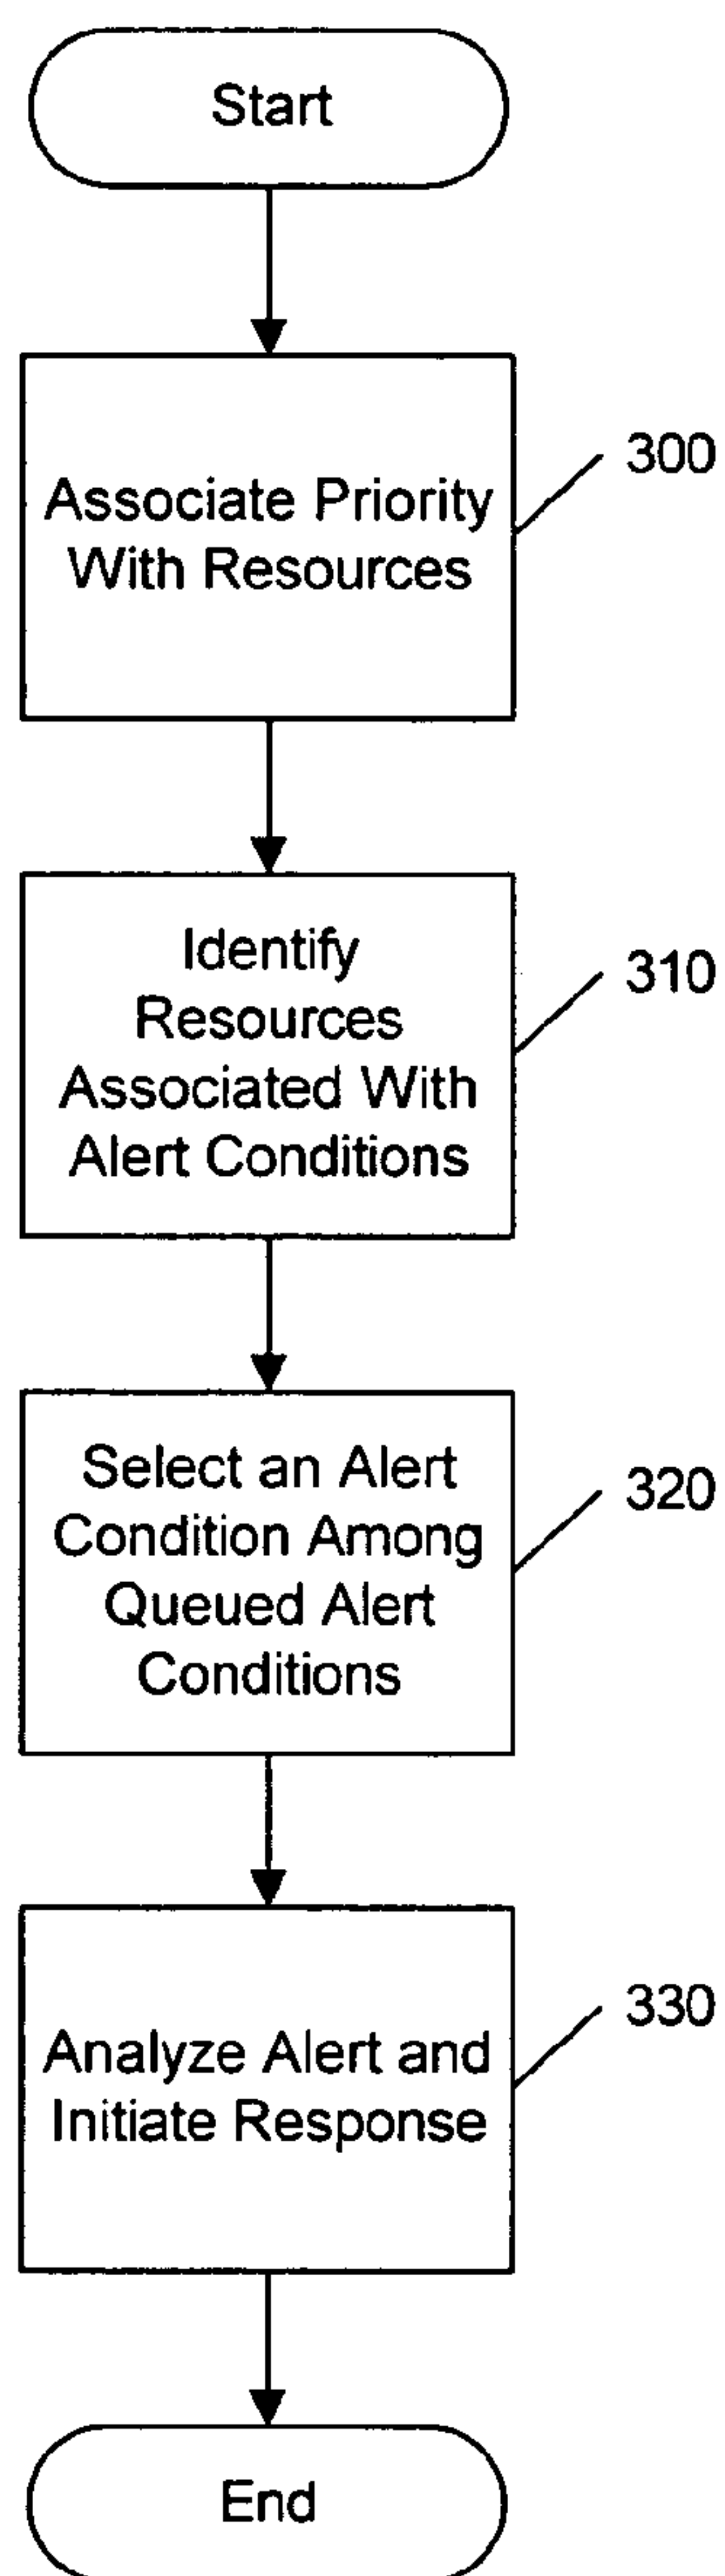 Start
Associate Priority
With Resources
300
Identify
Resources
Associated With
Alert Conditions
310
Select an Alert
Condition Among
Queued Alert
Conditions
320
Analyze Alert and
Initiate Response
330
End